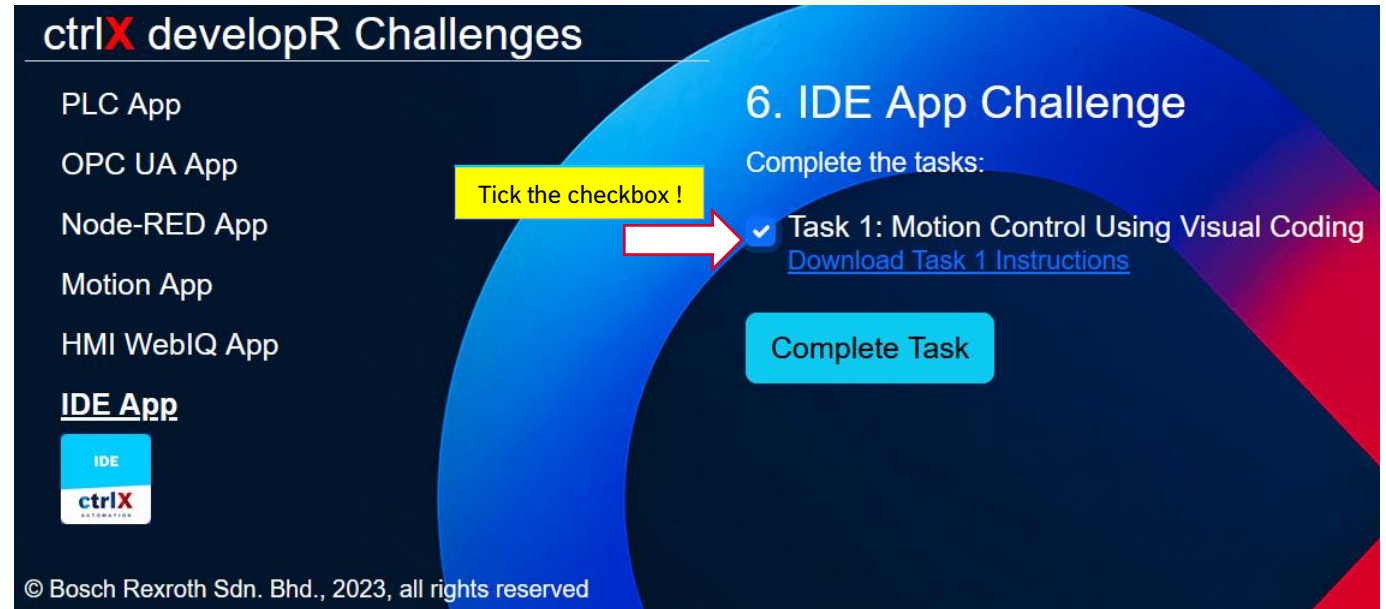 ctrlX developR Challenges
PLC App
OPC UA App
Node-RED App
Motion App
HMI WebIQ App
IDE App
IDE
ctrlX
AUTOMATION
© Bosch Rexroth Sdn. Bhd., 2023, all rights reserved
Tick the checkbox !
6. IDE App Challenge
Complete the tasks:
Task 1: Motion Control Using Visual Coding
Download Task 1 Instructions
Complete Task